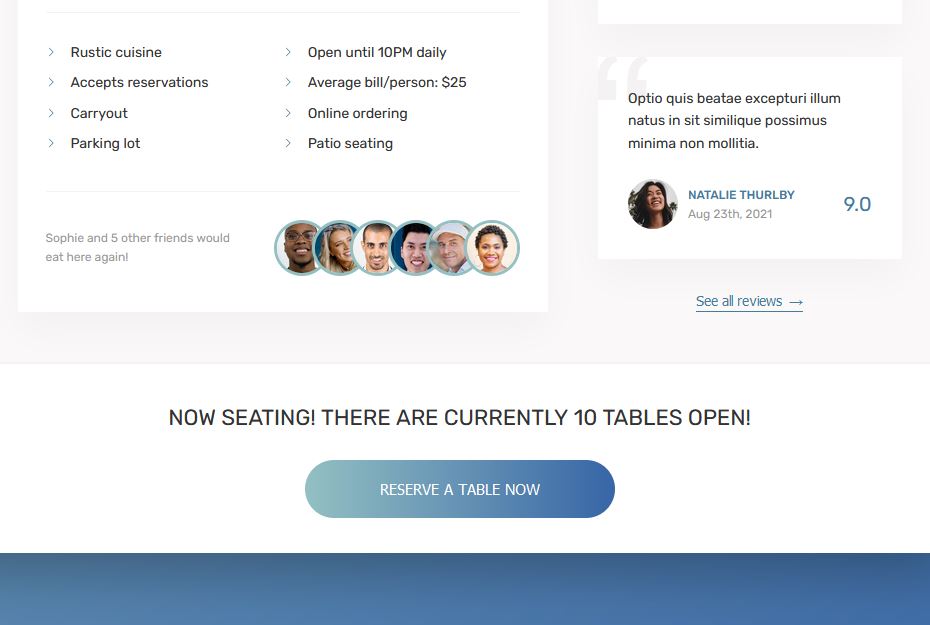 Rustic cuisine
Accepts reservations
Carryout
Parking lot
Open until 10PM daily
Average bill/person: $25
Online ordering
Patio seating
Sophie and 5 other friends would
eat here again!
“
Optio quis beatae excepturi illum
natus in sit similique possimus
minima non mollitia.
NATALIE THURLBY
Aug 23th, 2021
9.0
See all reviews →
NOW SEATING! THERE ARE CURRENTLY 10 TABLES OPEN!
RESERVE A TABLE NOW